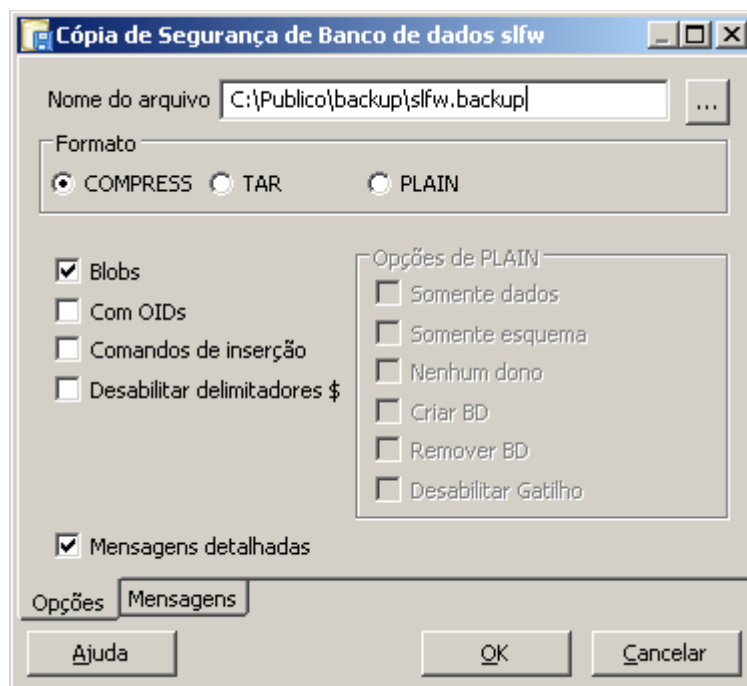 Cópia de Segurança de Banco de dados slfw
Nome do arquivo C:\Publico\backup\slfw.backup ...
Formato
COMPRESS TAR PLAIN
Blobs
Com OIDs
Comandos de inserção
Desabilitar delimitadores $
Opções de PLAIN
Somente dados
Somente esquema
Nenhum dono
Criar BD
Remover BD
Desabilitar Gatilho
Mensagens detalhadas
Opções Mensagens
Ajuda OK Cancelar